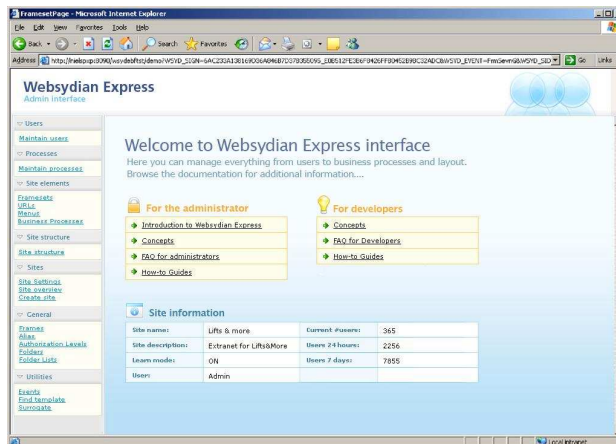 FramesetPage - Microsoft Internet Explorer
File Edit View Favorites Tools Help
Back Search Favorites
Address Go Links
Websydian Express
Admin interface
Users
Maintain users
Processes
Maintain processes
Site elements
Framesets
URLs
Menus
Business Processes
Site structure
Site structure
Sites
Site Settings
Site overview
Create site
General
Frames
Alias
Authorization Levels
Folders
Folder Lists
Utilities
Events
Find template
Surrogate
Welcome to Websydian Express interface
Here you can manage everything from users to business processes and layout.
Browse the documentation for additional information....
For the administrator
Introduction to Websydian Express
Concepts
FAQ for administrators
How-to Guides
For developers
Concepts
FAQ for Developers
How-to Guides
Site information
Site name: Lifts & more Current #users: 365
Site description: Extranet for Lifts&More Users 24 hours: 2256
Learn mode: ON Users 7 days: 7855
User: Admin
Local intranet